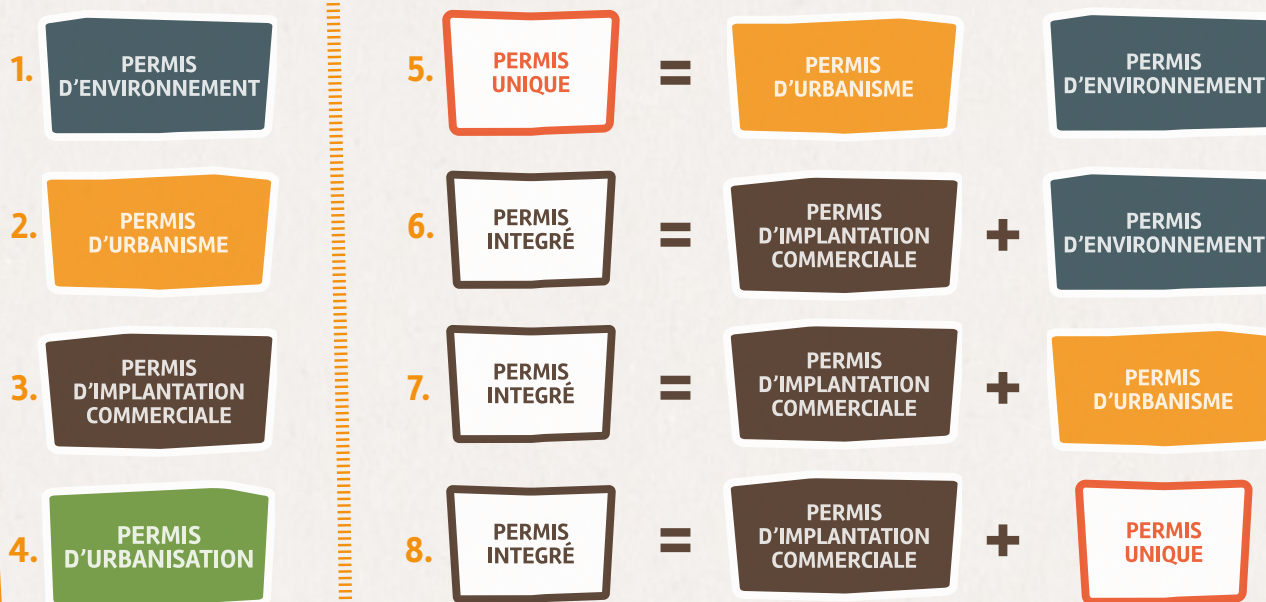 1.
PERMIS
D'ENVIRONNEMENT
2.
PERMIS
D'URBANISME
3.
PERMIS
D'IMPLANTATION
COMMERCIALE
4.
PERMIS
D'URBANISATION
5.
PERMIS
UNIQUE
=
PERMIS
D'URBANISME
PERMIS
D'ENVIRONNEMENT
6.
PERMIS
INTEGRÉ
=
PERMIS
D'IMPLANTATION
COMMERCIALE
+
PERMIS
D'ENVIRONNEMENT
7.
PERMIS
INTEGRÉ
=
PERMIS
D'IMPLANTATION
COMMERCIALE
+
PERMIS
D'URBANISME
8.
PERMIS
INTEGRÉ
=
PERMIS
D'IMPLANTATION
COMMERCIALE
+
PERMIS
UNIQUE